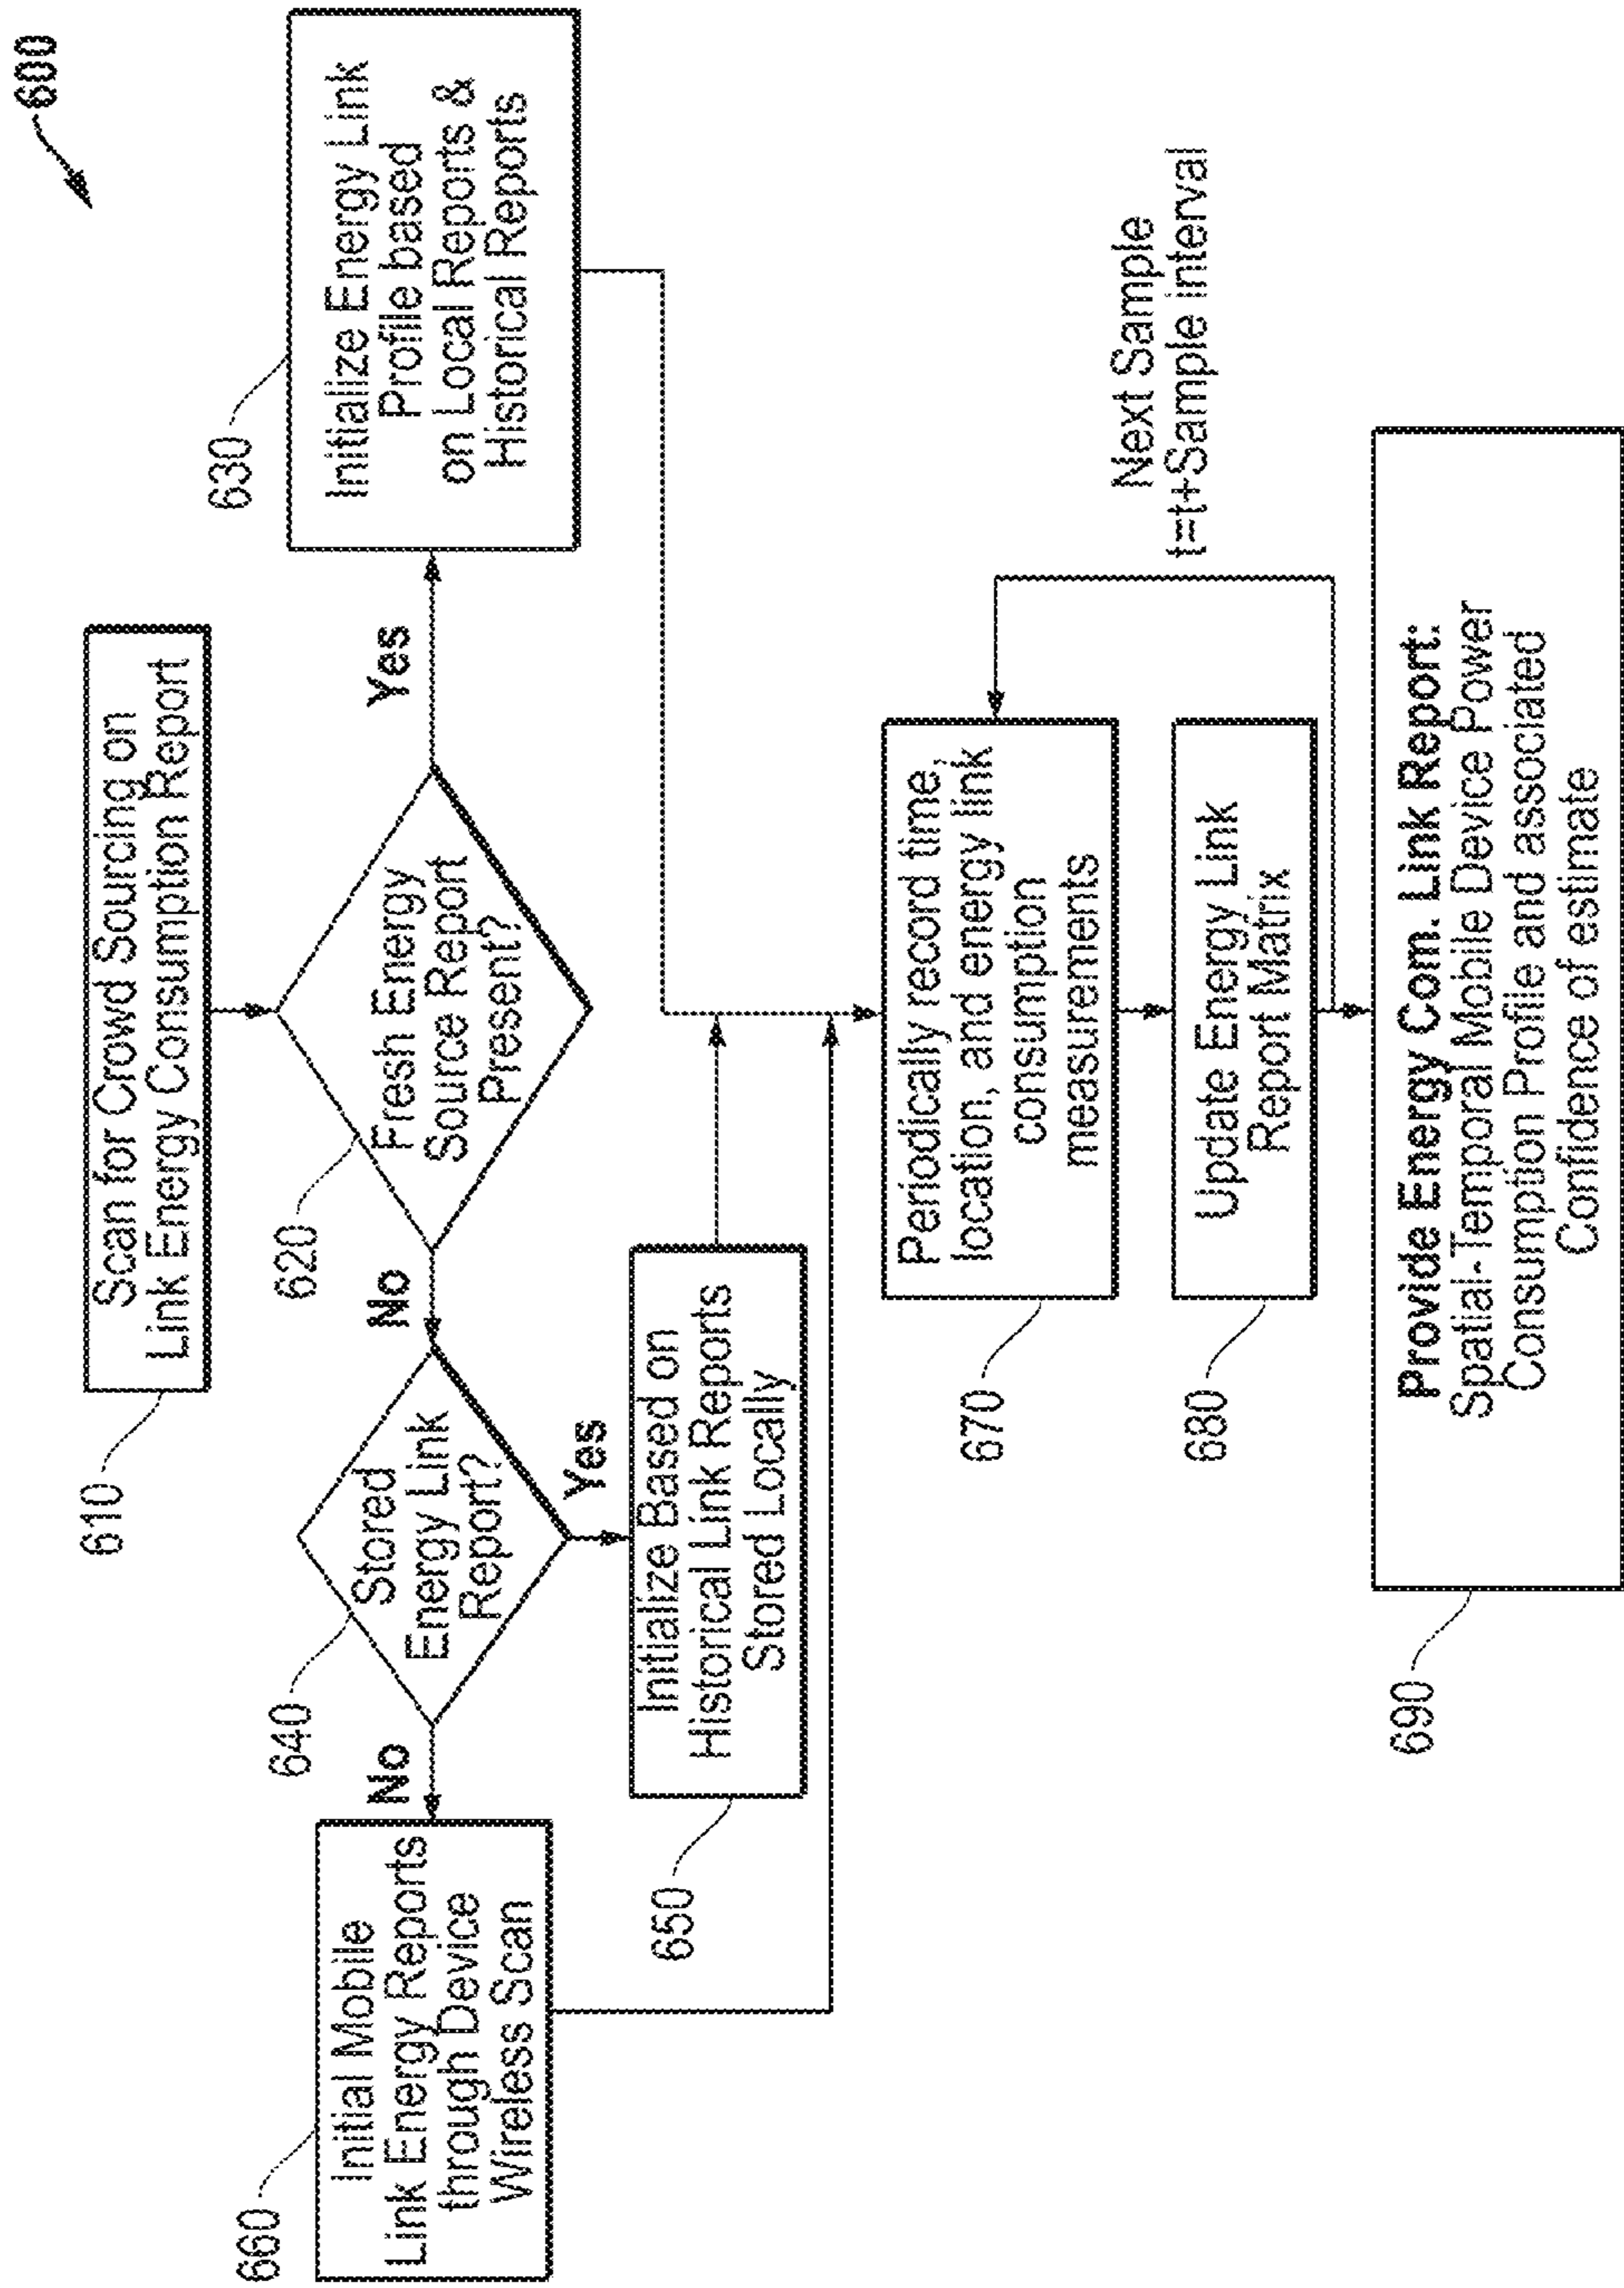 600
610
Scan for Crowd Sourcing on
Link Energy Consumption Report
620
Fresh Energy
Source Report
Present?
Yes
630
Initialize Energy Link
Profile based
on Local Reports &
Historical Reports
No
640
Stored
Energy Link
Report?
Yes
650
Initialize Based on
Historical Link Reports
Stored Locally
No
660
Initial Mobile
Link Energy Reports
through Device
Wireless Scan
670
Periodically record time,
location, and energy link
consumption
measurements
Next Sample
t=t+Sample interval
680
Update Energy Link
Report Matrix
690
Provide Energy Com. Link Report:
Spatial-Temporal Mobile Device Power
Consumption Profile and associated
Confidence of estimate